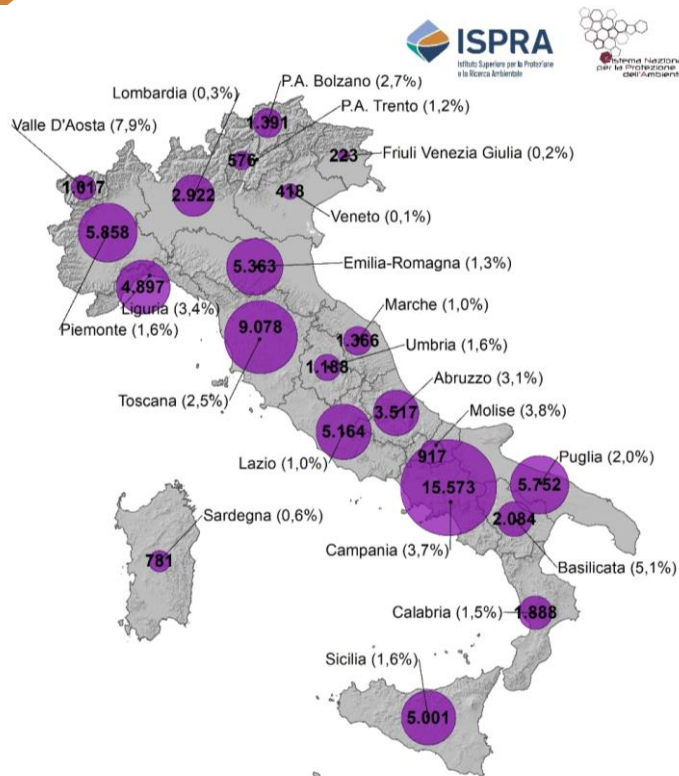 ISPRA
Istituto Superiore per la Protezione
e la Ricerca Ambientale
Sistema Nazionale
per la Protezione
dell'Ambiente
P.A. Bolzano (2,7%)
Lombardia (0,3%)
P.A. Trento (1,2%)
Valle D'Aosta (7,9%)
1.391
576
223
Friuli Venezia Giulia (0,2%)
1.017
2.922
418
Veneto (0,1%)
5.858
5.363
Emilia-Romagna (1,3%)
4.897
Liguria (3,4%)
Marche (1,0%)
Piemonte (1,6%)
9.078
1.366
Umbria (1,6%)
1.188
Abruzzo (3,1%)
Toscana (2,5%)
3.517
Molise (3,8%)
5.164
917
Puglia (2,0%)
Lazio (1,0%)
15.573
5.752
Sardegna (0,6%)
2.084
Campania (3,7%)
781
Basilicata (5,1%)
Calabria (1,5%)
1.888
Sicilia (1,6%)
5.001